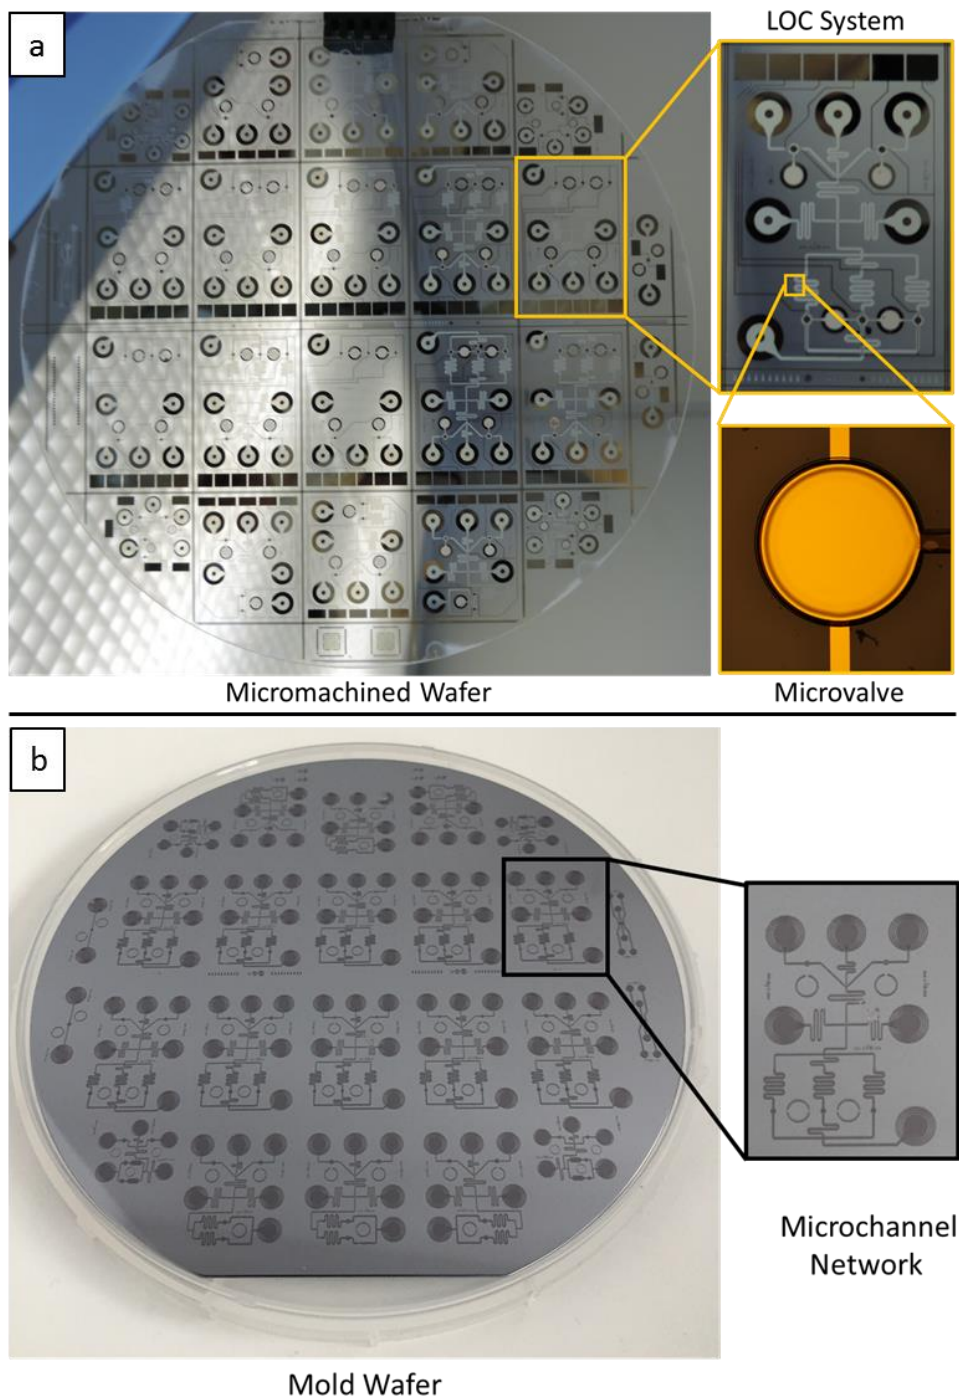 a
LOC System
Micromachined Wafer
Microvalve
b
Microchannel
Network
Mold Wafer